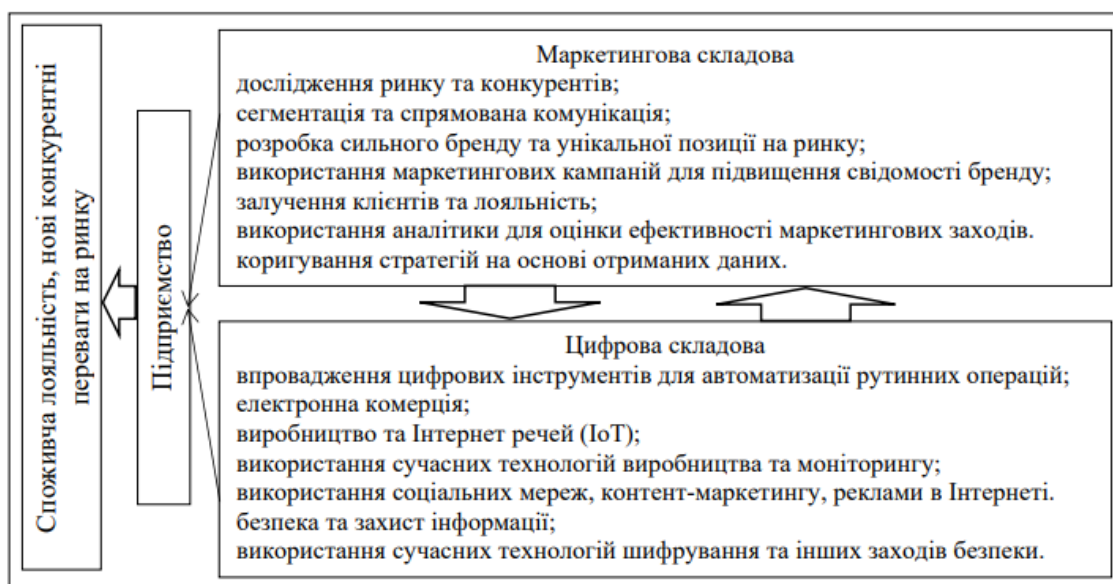 Споживча лояльність, нові конкурентні
переваги на ринку
Підприємство
Маркетингова складова
дослідження ринку та конкурентів;
сегментація та спрямована комунікація;
розробка сильного бренду та унікальної позиції на ринку;
використання маркетингових кампаній для підвищення свідомості бренду;
залучення клієнтів та лояльність;
використання аналітики для оцінки ефективності маркетингових заходів.
коригування стратегій на основі отриманих даних.
Цифрова складова
впровадження цифрових інструментів для автоматизації рутинних операцій;
електронна комерція;
виробництво та Інтернет речей (IoT);
використання сучасних технологій виробництва та моніторингу;
використання соціальних мереж, контент-маркетингу, реклами в Інтернеті.
безпека та захист інформації;
використання сучасних технологій шифрування та інших заходів безпеки.